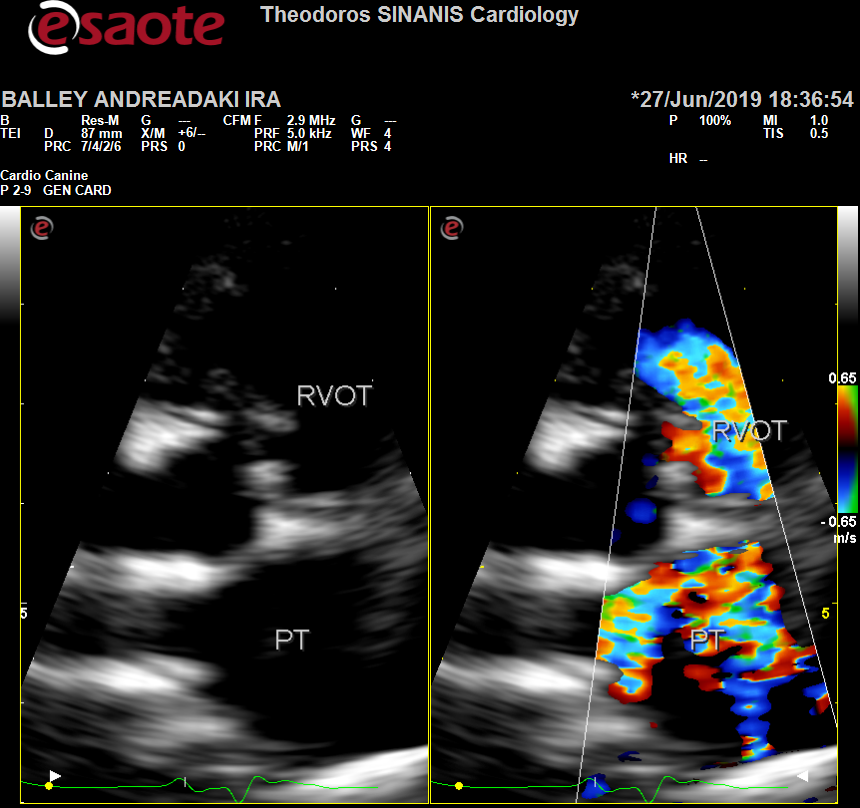 esaote
Theodoros SINANIS Cardiology
BALLEY ANDREADAKI IRA
*27/Jun/2019 18:36:54
B Res-M G --- CFM F 2.9 MHz G --- P 100% MI 1.0
TEI D 87 mm X/M +6/-- PRF 5.0 kHz WF 4 TIS 0.5
PRC 7/4/2/6 PRS 0 PRC M/1 PRS 4
HR --
Cardio Canine
P 2-9 GEN CARD
e
e
0.65
RVOT
RVOT
- 0.65
m/s
5
5
PT
PT